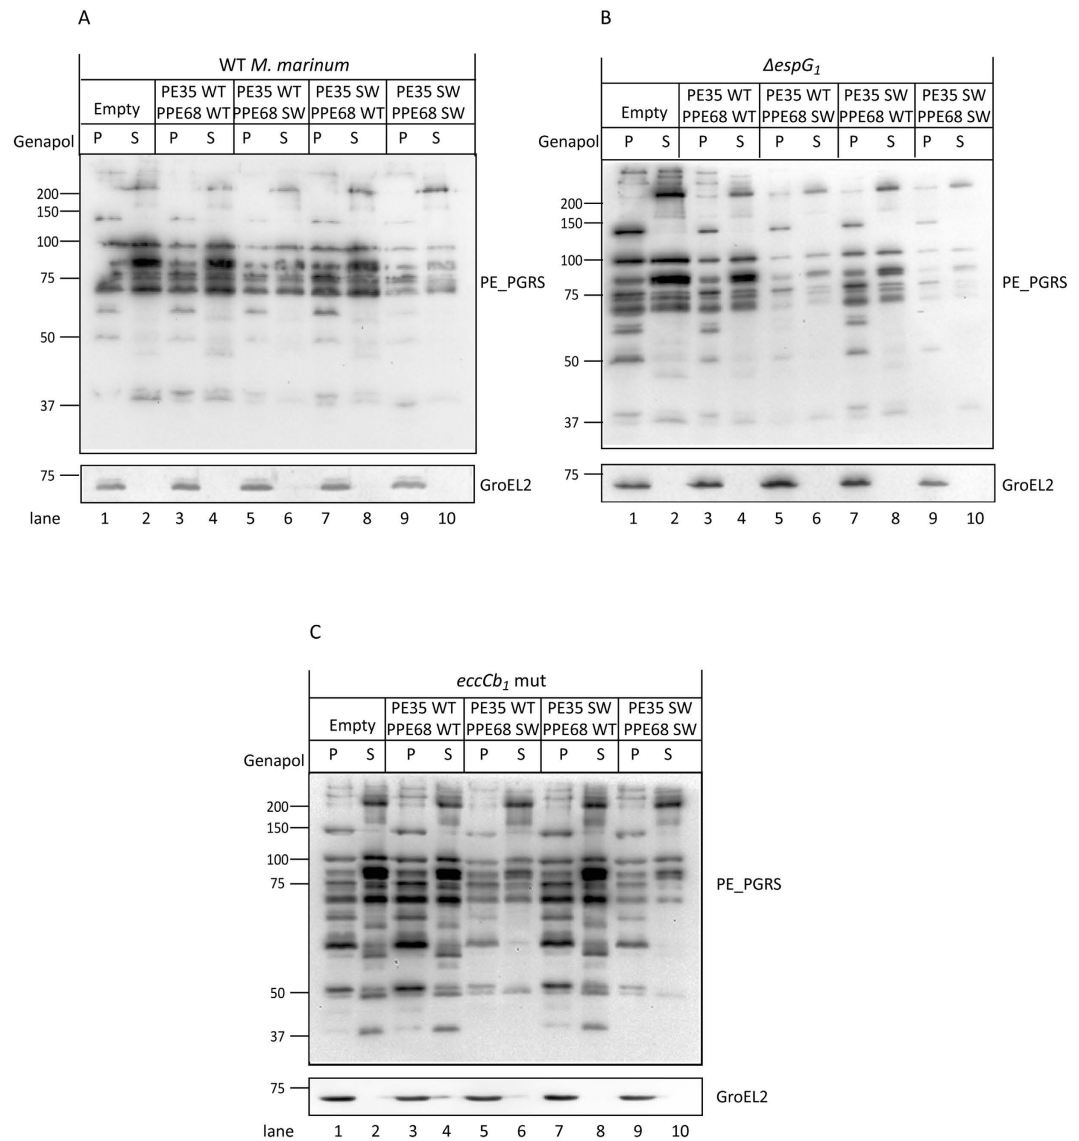 A
WT M. marinum
Empty PE35 WT PPE68 WT PE35 WT PPE68 SW PE35 SW PPE68 WT PE35 SW PPE68 SW
Genapol P S P S P S P S P S
200
150
100
75
50
37
PE_PGRS
75
GroEL2
lane 1 2 3 4 5 6 7 8 9 10
B
ΔespG1
Empty PE35 WT PPE68 WT PE35 WT PPE68 SW PE35 SW PPE68 WT PE35 SW PPE68 SW
Genapol P S P S P S P S P S
200
150
100
75
50
37
PE_PGRS
75
GroEL2
1 2 3 4 5 6 7 8 9 10
C
eccCb1 mut
Empty PE35 WT PPE68 WT PE35 WT PPE68 SW PE35 SW PPE68 WT PE35 SW PPE68 SW
Genapol P S P S P S P S P S
200
150
100
75
50
37
PE_PGRS
75
GroEL2
lane 1 2 3 4 5 6 7 8 9 10